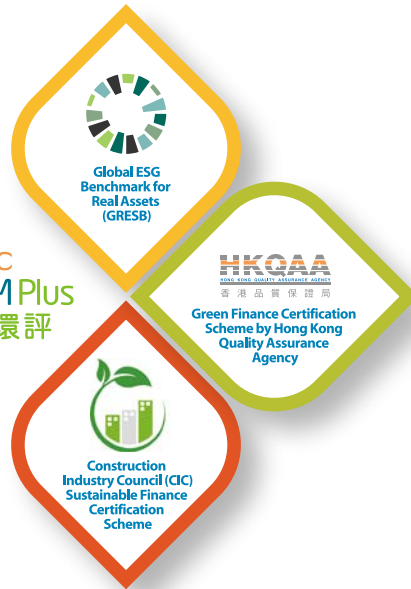 Global ESG
Benchmark for
Real Assets
(GRESB)
C
M Plus
環評
HKQAA
HONG KONG QUALITY ASSURANCE AGENCY
香港品質保證局
Green Finance Certification
Scheme by Hong Kong
Quality Assurance
Agency
Construction
Industry Council (CIC)
Sustainable Finance
Certification
Scheme